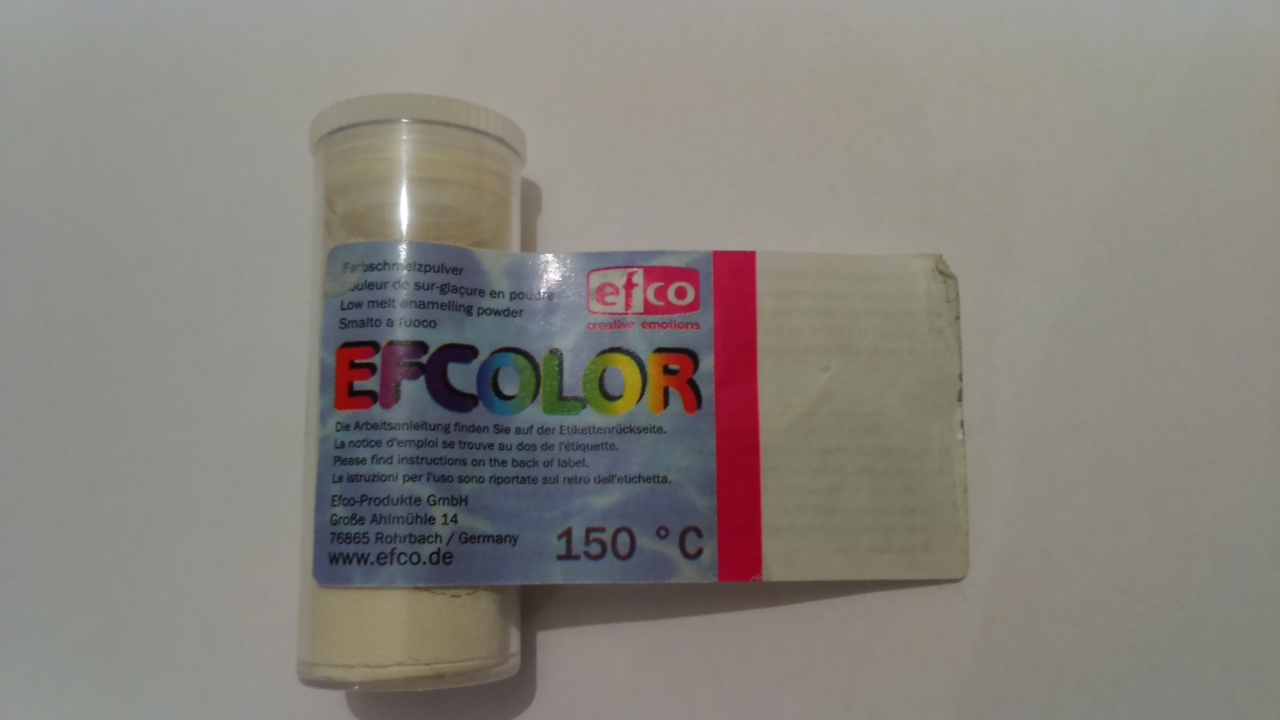 Farbschmelzpulver
Couleur de sur-glaçure en poudre
Low melt enamelling powder
Smalto a fuoco
efco
creative emotions
EFCOLOR
Die Arbeitsanleitung finden Sie auf der Etikettenrückseite.
La notice d'emploi se trouve au dos de l'étiquette.
Please find instructions on the back of label.
Le istruzioni per l'uso sono riportate sul retro dell'etichetta.
Efco-Produkte GmbH
Große Ahlmühle 14
76865 Rohrbach / Germany
www.efco.de
150 °C